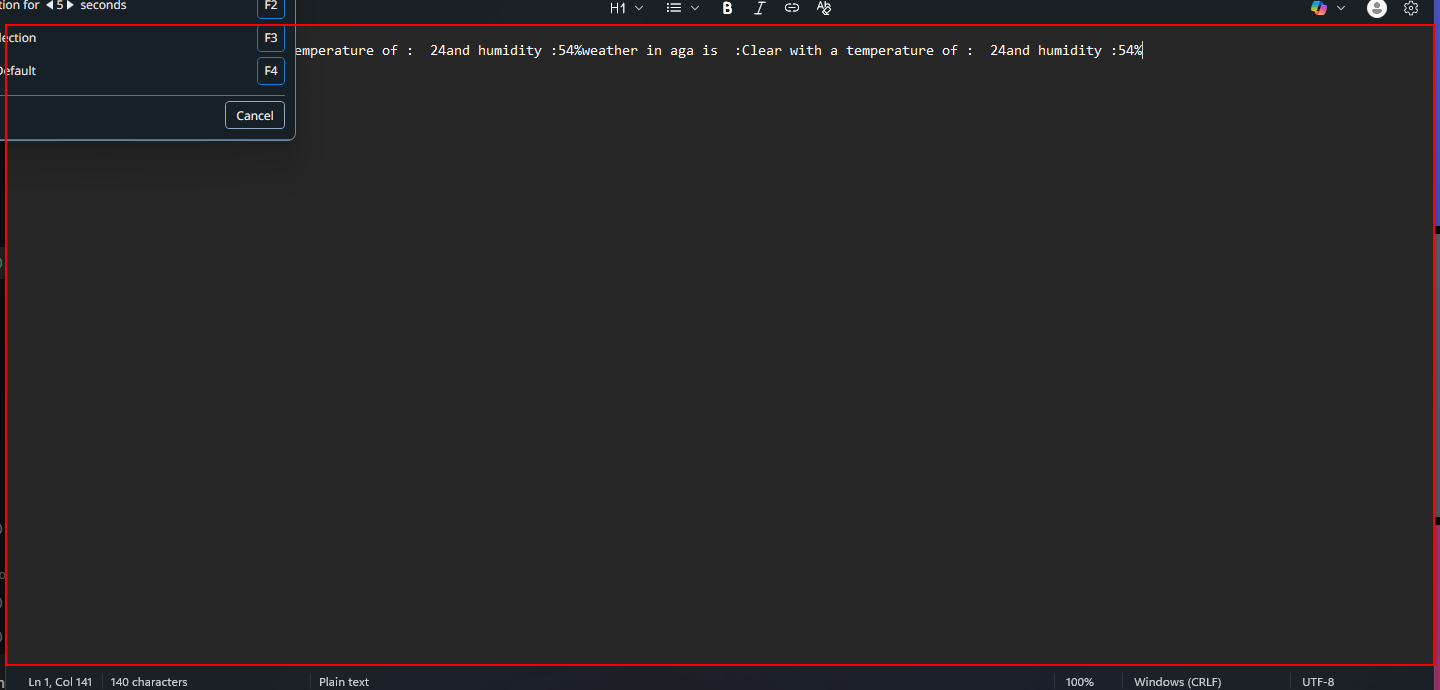 tion for 5 seconds F2
H1 B I
lection F3
emperature of :  24and humidity :54%weather in aga is  :Clear with a temperature of :  24and humidity :54%
Default F4
Cancel
Ln 1, Col 141 140 characters Plain text 100% Windows (CRLF) UTF-8